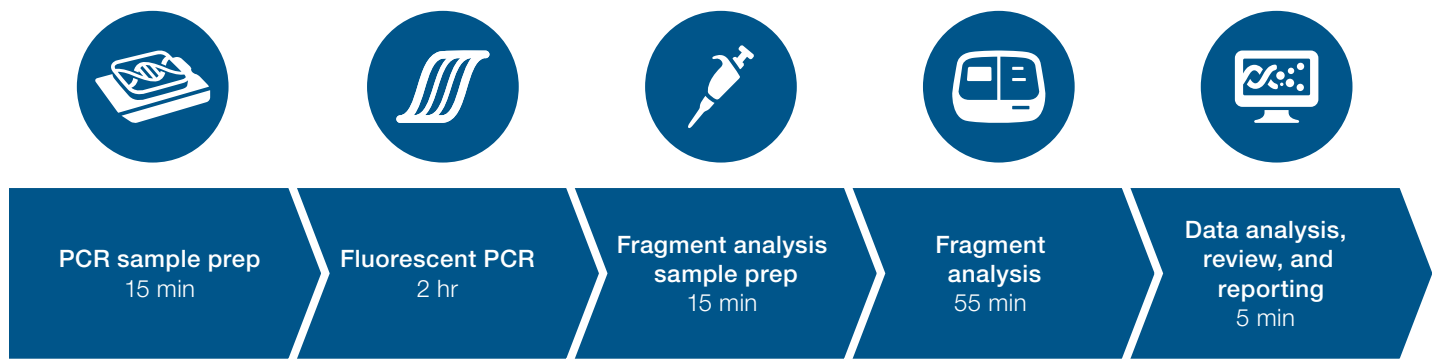 PCR sample prep
15 min
Fluorescent PCR
2 hr
Fragment analysis
sample prep
15 min
Fragment
analysis
55 min
Data analysis,
review, and
reporting
5 min